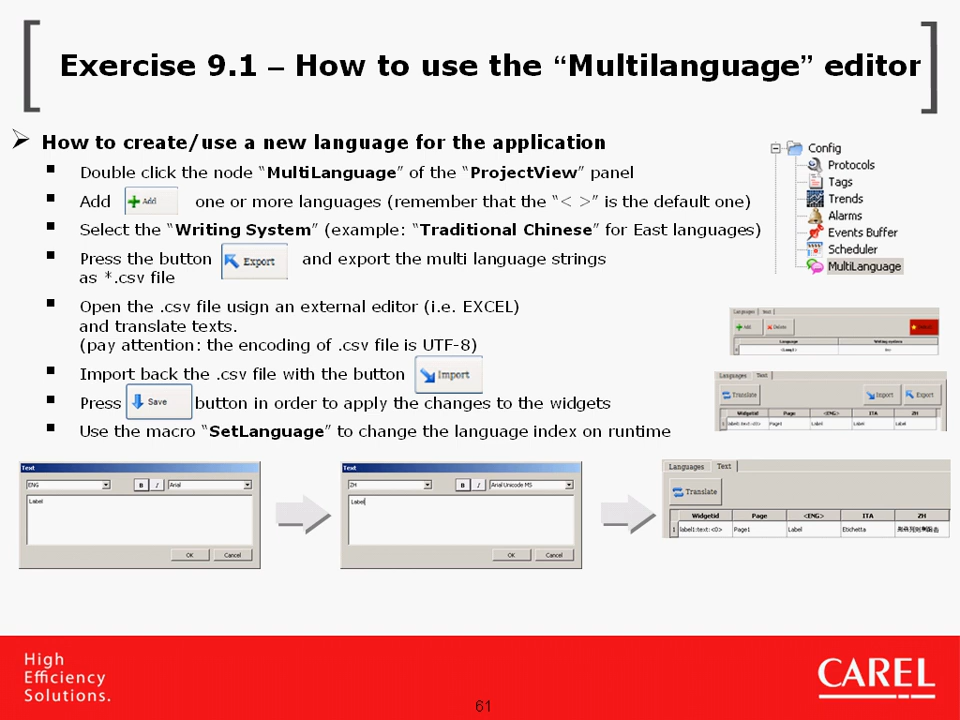 Exercise 9.1 – How to use the “Multilanguage” editor
How to create/use a new language for the application
Double click the node “MultiLanguage” of the “ProjectView” panel
Add Add one or more languages (remember that the “< >” is the default one)
Select the “Writing System” (example: “Traditional Chinese” for East languages)
Press the button Export and export the multi language strings
as *.csv file
Open the .csv file usign an external editor (i.e. EXCEL)
and translate texts.
(pay attention: the encoding of .csv file is UTF-8)
Import back the .csv file with the button Import
Press Save button in order to apply the changes to the widgets
Use the macro “SetLanguage” to change the language index on runtime
Config
Protocols
Tags
Trends
Alarms
Events Buffer
Scheduler
MultiLanguage
Languages Text
Add Delete
Language Writing system
Languages Text
Translate Import Export
WidgetId Page <ENG> ITA ZH
Page1 Label Label Label
Text
ENG B I Arial
Label
OK Cancel
Text
ZH B I Arial Unicode MS
Label
OK Cancel
Languages Text
Translate
WidgetId Page <ENG> ITA ZH
1 label1:text:<0> Page1 Label Etichetta
High
Efficiency
Solutions.
CAREL
61